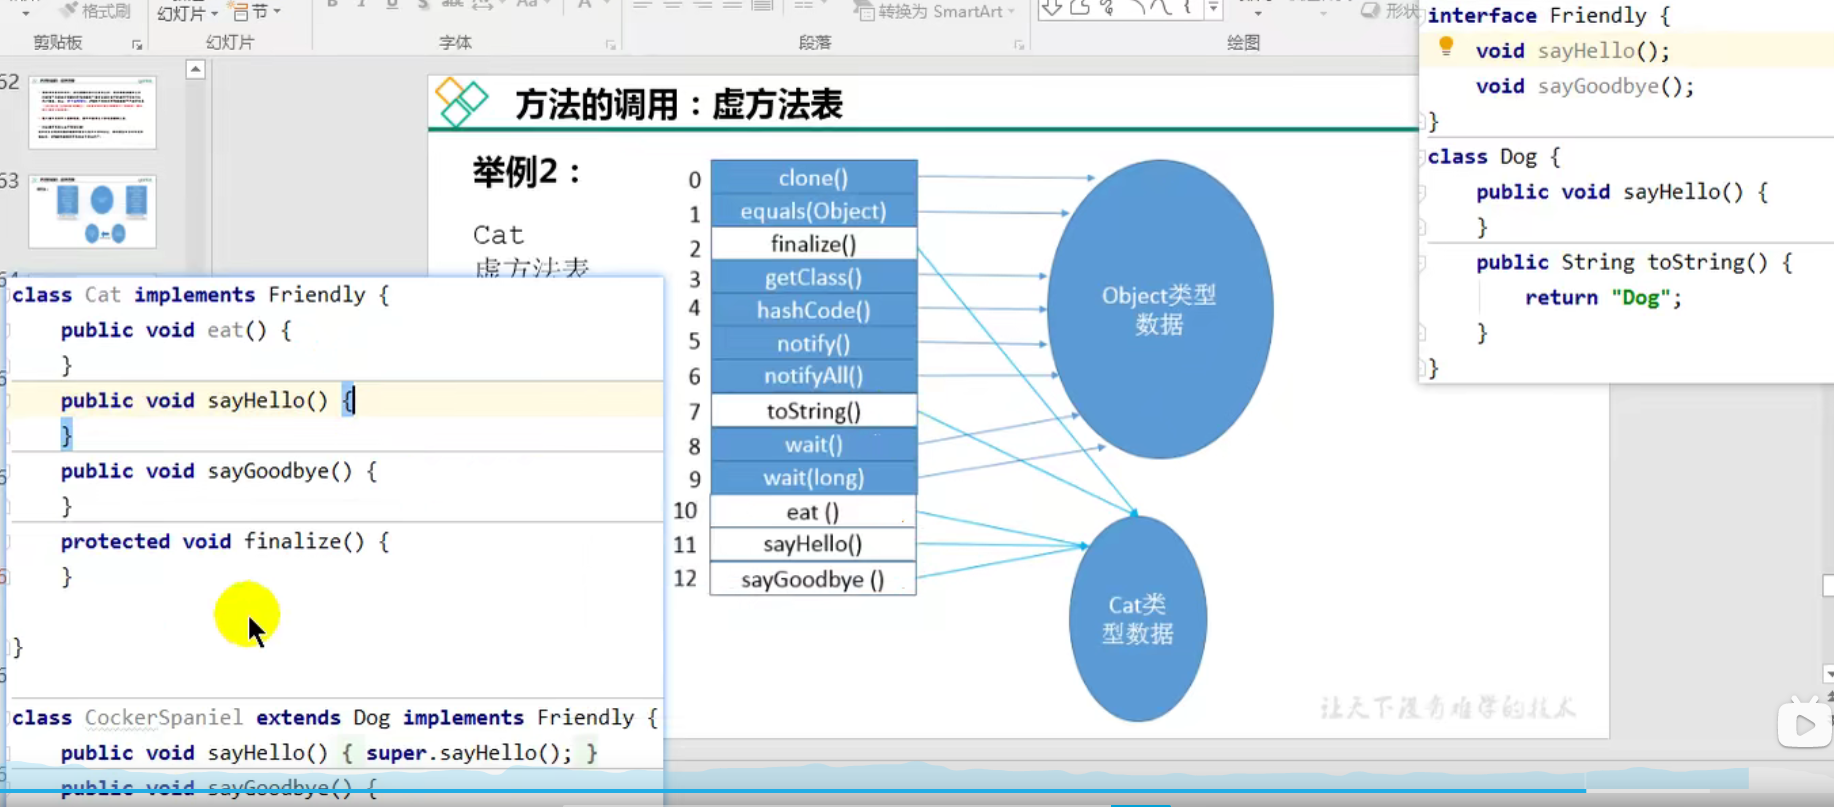 格式刷
幻灯片
节
B I U S abc Aa A
转换为 SmartArt
形状
剪贴板
幻灯片
字体
段落
绘图
62
63
64
方法的调用：虚方法表
举例2：
Cat
虚方法表
0 clone()
1 equals(Object)
2 finalize()
3 getClass()
4 hashCode()
5 notify()
6 notifyAll()
7 toString()
8 wait()
9 wait(long)
10 eat ()
11 sayHello()
12 sayGoodbye ()
Object类型
数据
Cat类
型数据
让天下没有难学的技术
interface Friendly {
void sayHello();
void sayGoodbye();
}
class Dog {
public void sayHello() {
}
public String toString() {
return "Dog";
}
}
class Cat implements Friendly {
public void eat() {
}
public void sayHello() {
}
public void sayGoodbye() {
}
protected void finalize() {
}
}
class CockerSpaniel extends Dog implements Friendly {
public void sayHello() { super.sayHello(); }
public void sayGoodbye() {